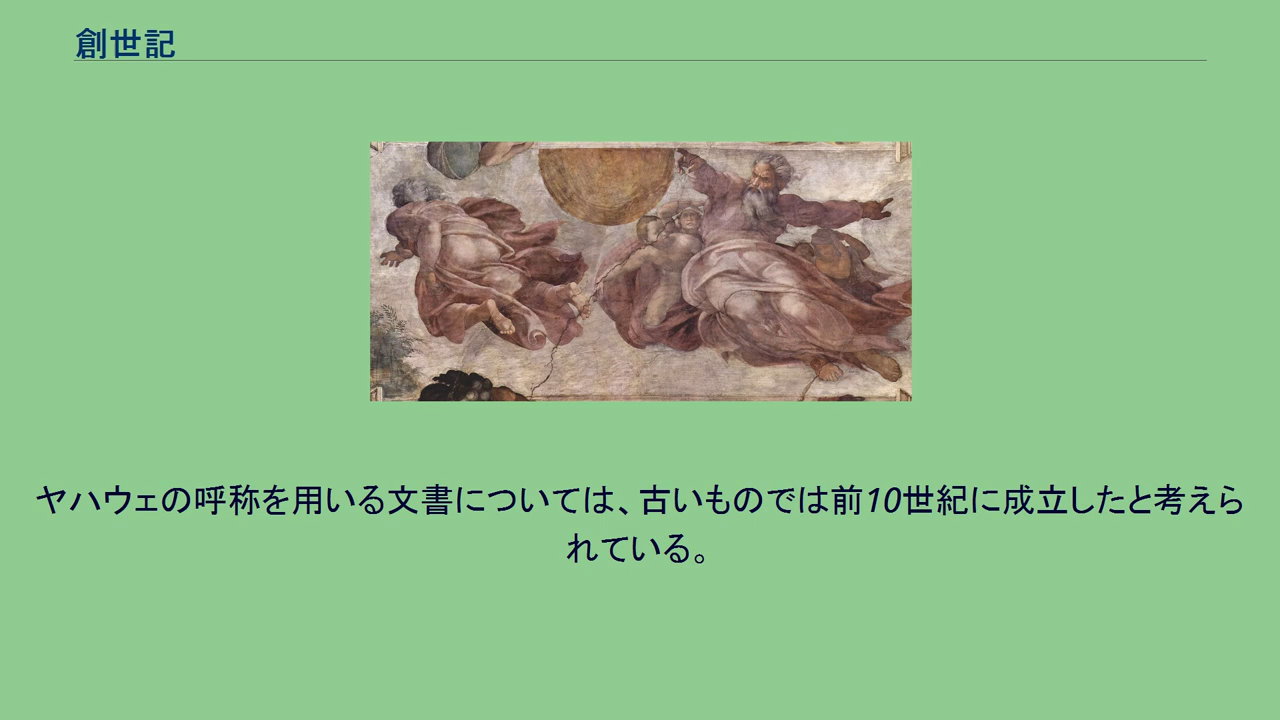 創世記
ヤハウェの呼称を用いる文書については、古いものでは前10世紀に成立したと考えら
れている。